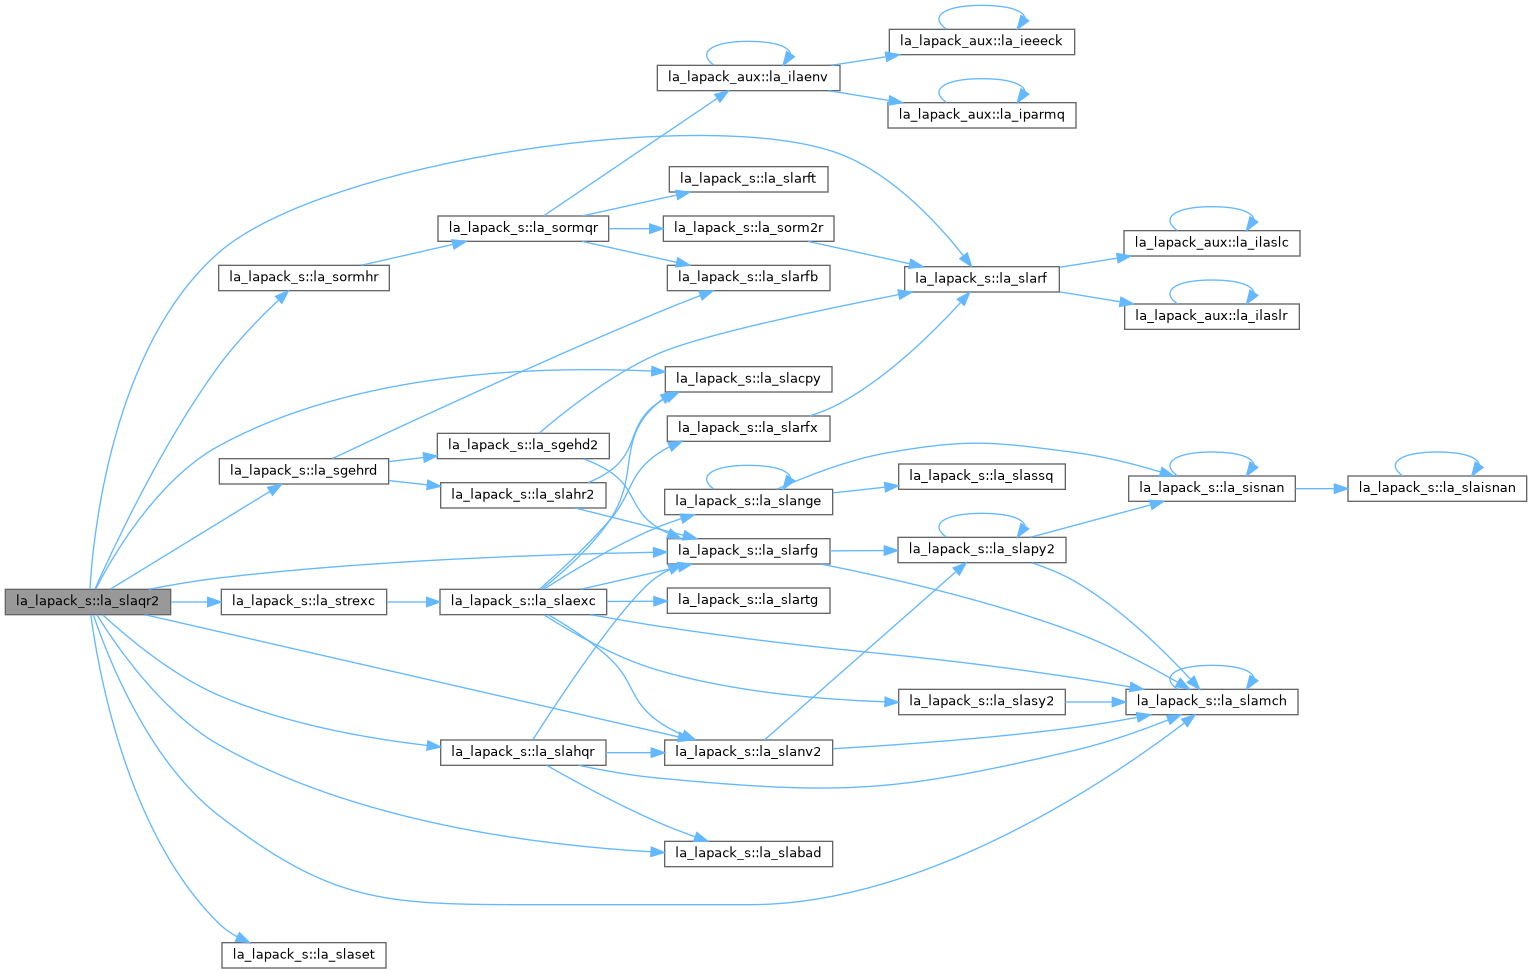 la_lapack_aux::la_ieeeck
la_lapack_aux::la_ilaenv
la_lapack_aux::la_iparmq
la_lapack_s::la_slarft
la_lapack_s::la_sormqr
la_lapack_s::la_sorm2r
la_lapack_aux::la_ilaslc
la_lapack_s::la_sormhr
la_lapack_s::la_slarfb
la_lapack_s::la_slarf
la_lapack_aux::la_ilaslr
la_lapack_s::la_slacpy
la_lapack_s::la_slarfx
la_lapack_s::la_sgehd2
la_lapack_s::la_sgehrd
la_lapack_s::la_slassq
la_lapack_s::la_slahr2
la_lapack_s::la_slange
la_lapack_s::la_sisnan
la_lapack_s::la_slaisnan
la_lapack_s::la_slarfg
la_lapack_s::la_slapy2
la_lapack_s::la_slaqr2
la_lapack_s::la_strexc
la_lapack_s::la_slaexc
la_lapack_s::la_slartg
la_lapack_s::la_slasy2
la_lapack_s::la_slamch
la_lapack_s::la_slahqr
la_lapack_s::la_slanv2
la_lapack_s::la_slabad
la_lapack_s::la_slaset